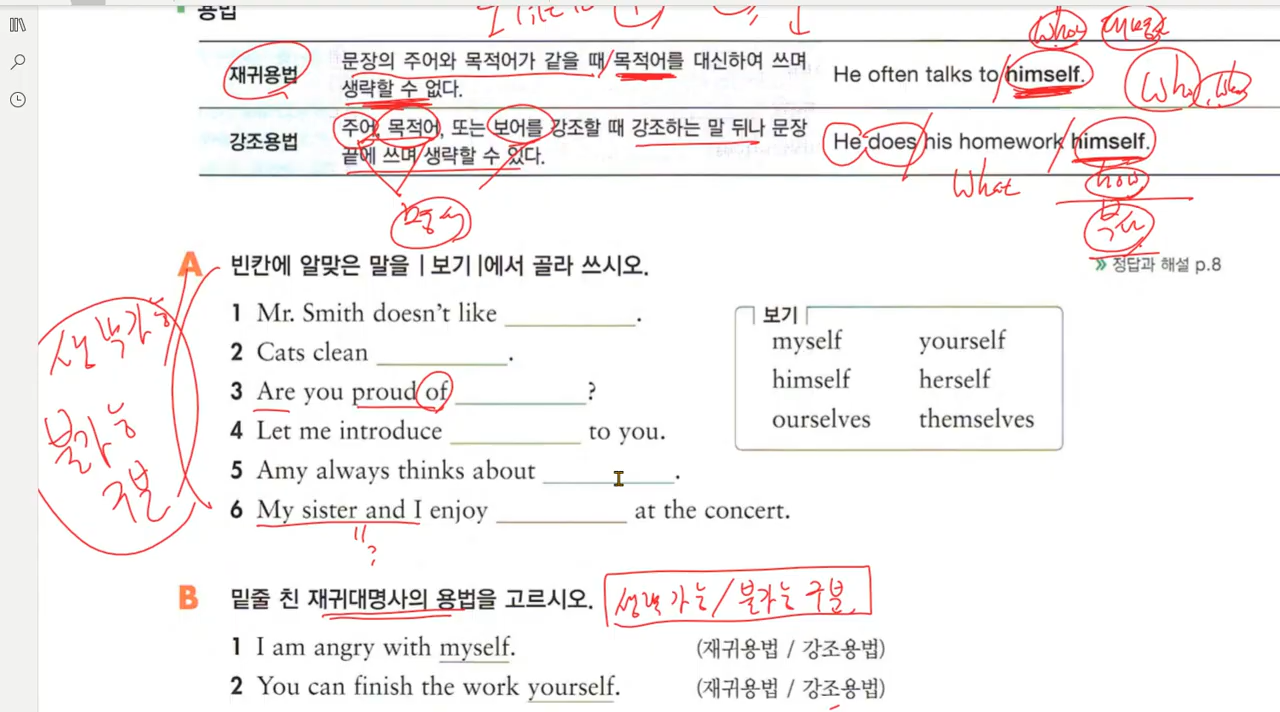 용법
재귀용법
문장의 주어와 목적어가 같을 때 목적어를 대신하여 쓰며
생략할 수 없다.
He often talks to himself.
강조용법
주어, 목적어, 또는 보어를 강조할 때 강조하는 말 뒤나 문장
끝에 쓰며 생략할 수 있다.
He does his homework himself.
what
how
A 빈칸에 알맞은 말을 |보기|에서 골라 쓰시오.
정답과 해설 p.8
1 Mr. Smith doesn't like ________.
2 Cats clean ________.
3 Are you proud of ________?
4 Let me introduce ________ to you.
5 Amy always thinks about ________.
6 My sister and I enjoy ________ at the concert.
보기
myself yourself
himself herself
ourselves themselves
생략가능
불가능
구분
B 밑줄 친 재귀대명사의 용법을 고르시오.
생략 가능/불가능 구분
1 I am angry with myself. (재귀용법 / 강조용법)
2 You can finish the work yourself. (재귀용법 / 강조용법)